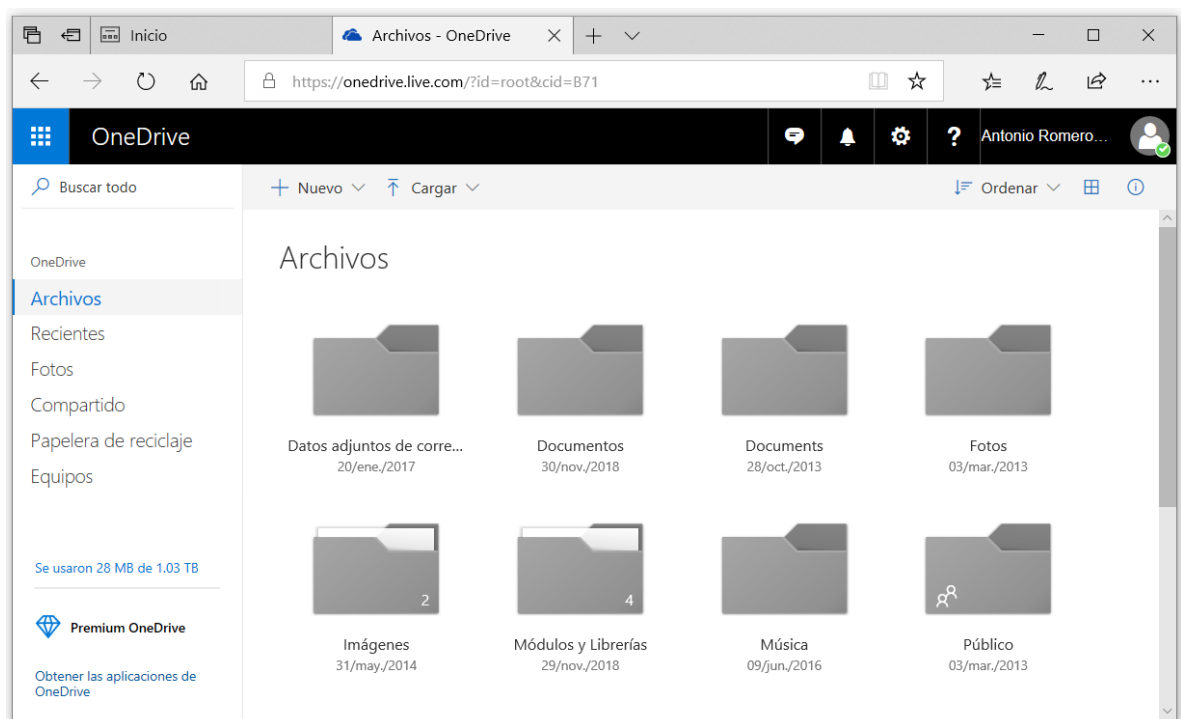 Inicio
Archivos - OneDrive
https://onedrive.live.com/?id=root&cid=B71
OneDrive
? Antonio Romero...
Buscar todo
Nuevo
Cargar
Ordenar
OneDrive
Archivos
Recientes
Fotos
Compartido
Papelera de reciclaje
Equipos
Se usaron 28 MB de 1.03 TB
Premium OneDrive
Obtener las aplicaciones de
OneDrive
Archivos
Datos adjuntos de corre...
20/ene./2017
Documentos
30/nov./2018
Documents
28/oct./2013
Fotos
03/mar./2013
2
Imágenes
31/may./2014
4
Módulos y Librerías
29/nov./2018
Música
09/jun./2016
Público
03/mar./2013